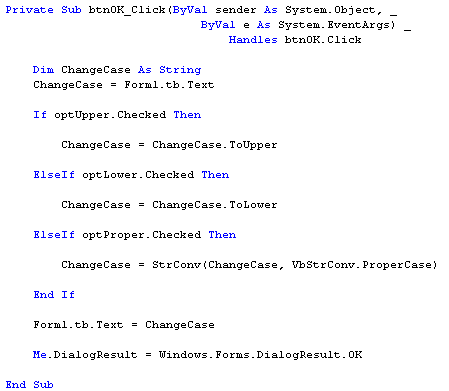 Private Sub btnOK_Click(ByVal sender As System.Object, _
ByVal e As System.EventArgs) _
Handles btnOK.Click
Dim ChangeCase As String
ChangeCase = Form1.tb.Text
If optUpper.Checked Then
ChangeCase = ChangeCase.ToUpper
ElseIf optLower.Checked Then
ChangeCase = ChangeCase.ToLower
ElseIf optProper.Checked Then
ChangeCase = StrConv(ChangeCase, VbStrConv.ProperCase)
End If
Form1.tb.Text = ChangeCase
Me.DialogResult = Windows.Forms.DialogResult.OK
End Sub